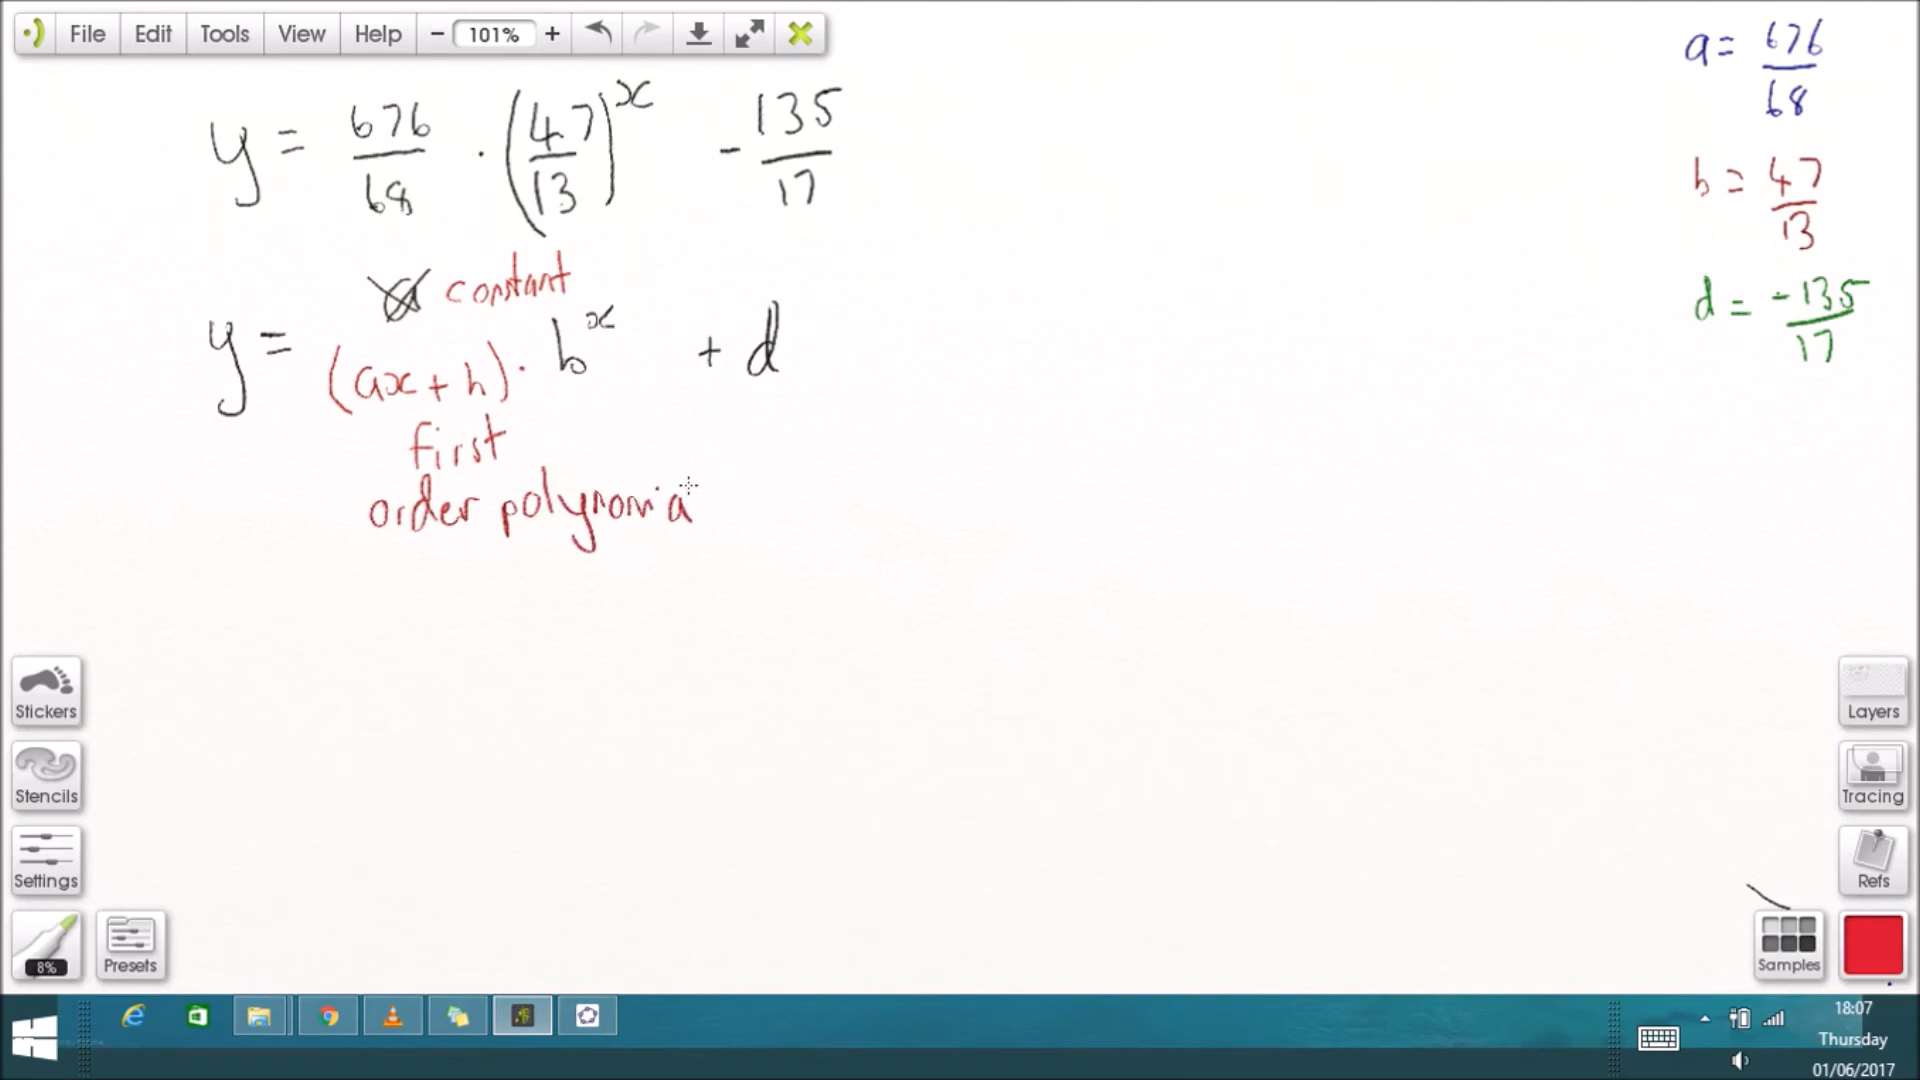 File Edit Tools View Help − 101% +
y = 676/68 · (47/13)^x - 135/17
a constant
y = (ax + h) · b^x + d
first
order polynomia
a = 676/68
b = 47/13
d = -135/17
Stickers
Stencils
Settings
8%
Presets
Layers
Tracing
Refs
Samples
18:07
Thursday
01/06/2017